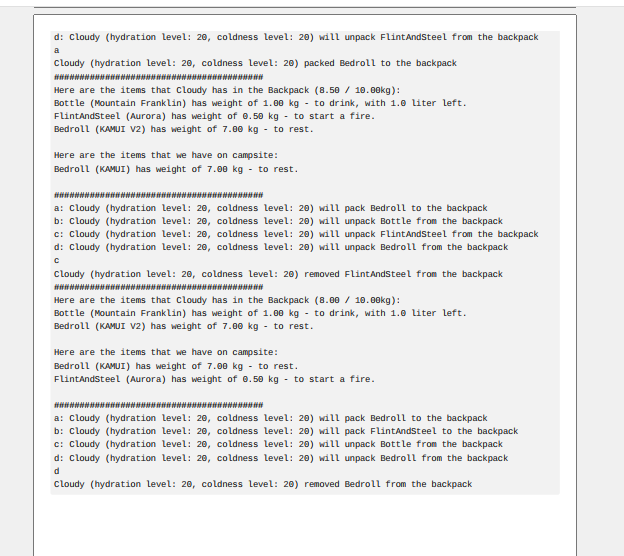 d: Cloudy (hydration level: 20, coldness level: 20) will unpack FlintAndSteel from the backpack
a
Cloudy (hydration level: 20, coldness level: 20) packed Bedroll to the backpack
#########################################
Here are the items that Cloudy has in the Backpack (8.50 / 10.00kg):
Bottle (Mountain Franklin) has weight of 1.00 kg - to drink, with 1.0 liter left.
FlintAndSteel (Aurora) has weight of 0.50 kg - to start a fire.
Bedroll (KAMUI V2) has weight of 7.00 kg - to rest.
Here are the items that we have on campsite:
Bedroll (KAMUI) has weight of 7.00 kg - to rest.
#########################################
a: Cloudy (hydration level: 20, coldness level: 20) will pack Bedroll to the backpack
b: Cloudy (hydration level: 20, coldness level: 20) will unpack Bottle from the backpack
c: Cloudy (hydration level: 20, coldness level: 20) will unpack FlintAndSteel from the backpack
d: Cloudy (hydration level: 20, coldness level: 20) will unpack Bedroll from the backpack
c
Cloudy (hydration level: 20, coldness level: 20) removed FlintAndSteel from the backpack
#########################################
Here are the items that Cloudy has in the Backpack (8.00 / 10.00kg):
Bottle (Mountain Franklin) has weight of 1.00 kg - to drink, with 1.0 liter left.
Bedroll (KAMUI V2) has weight of 7.00 kg - to rest.
Here are the items that we have on campsite:
Bedroll (KAMUI) has weight of 7.00 kg - to rest.
FlintAndSteel (Aurora) has weight of 0.50 kg - to start a fire.
#########################################
a: Cloudy (hydration level: 20, coldness level: 20) will pack Bedroll to the backpack
b: Cloudy (hydration level: 20, coldness level: 20) will pack FlintAndSteel to the backpack
c: Cloudy (hydration level: 20, coldness level: 20) will unpack Bottle from the backpack
d: Cloudy (hydration level: 20, coldness level: 20) will unpack Bedroll from the backpack
d
Cloudy (hydration level: 20, coldness level: 20) removed Bedroll from the backpack